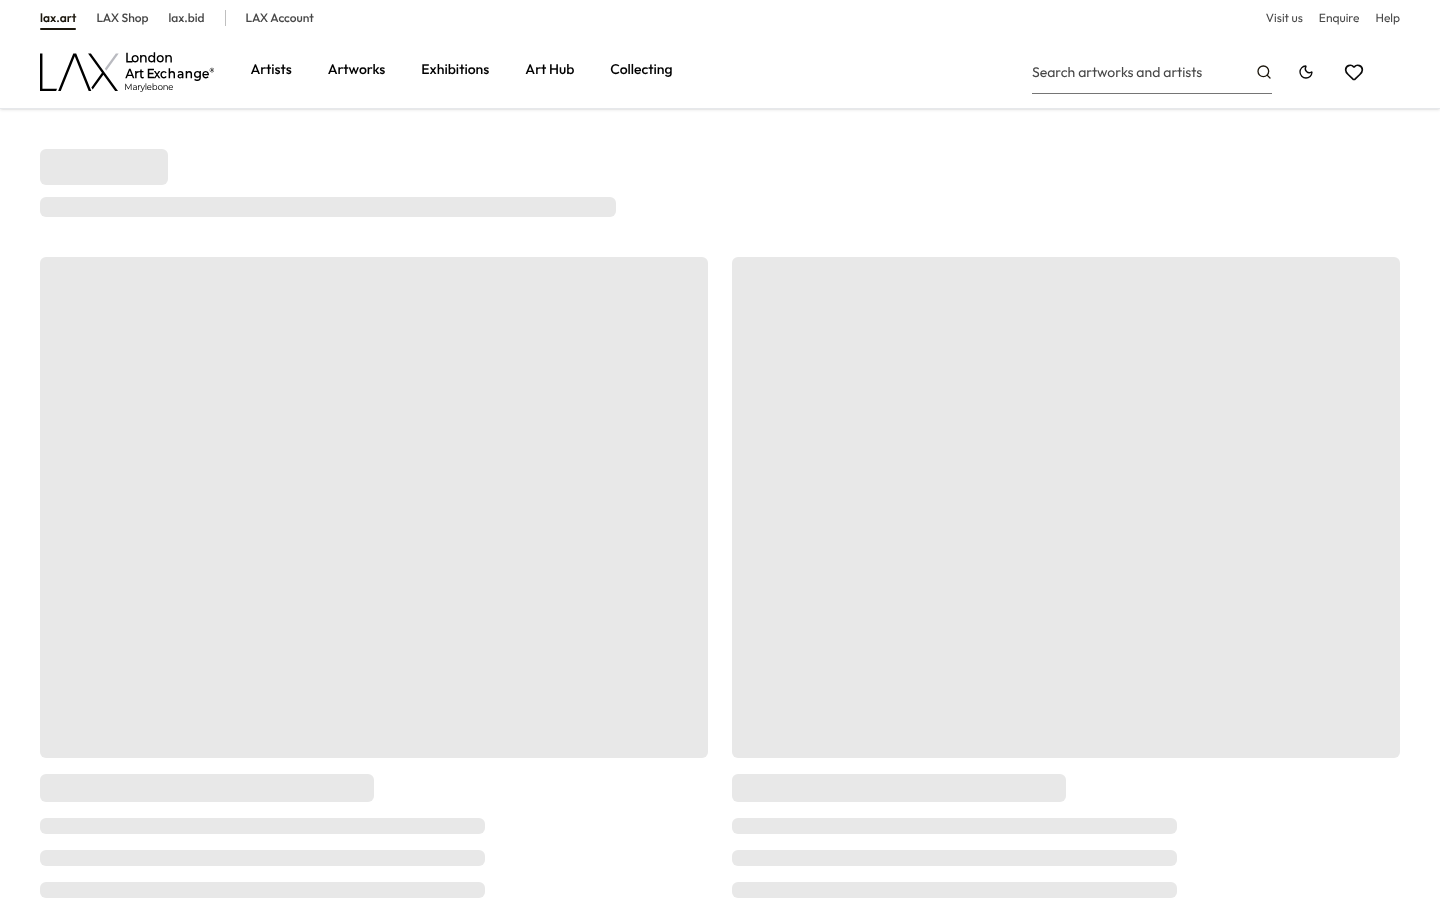 lax.art LAX Shop lax.bid LAX Account Visit us Enquire Help
LAX London
Art Exchange®
Marylebone
Artists Artworks Exhibitions Art Hub Collecting
Search artworks and artists